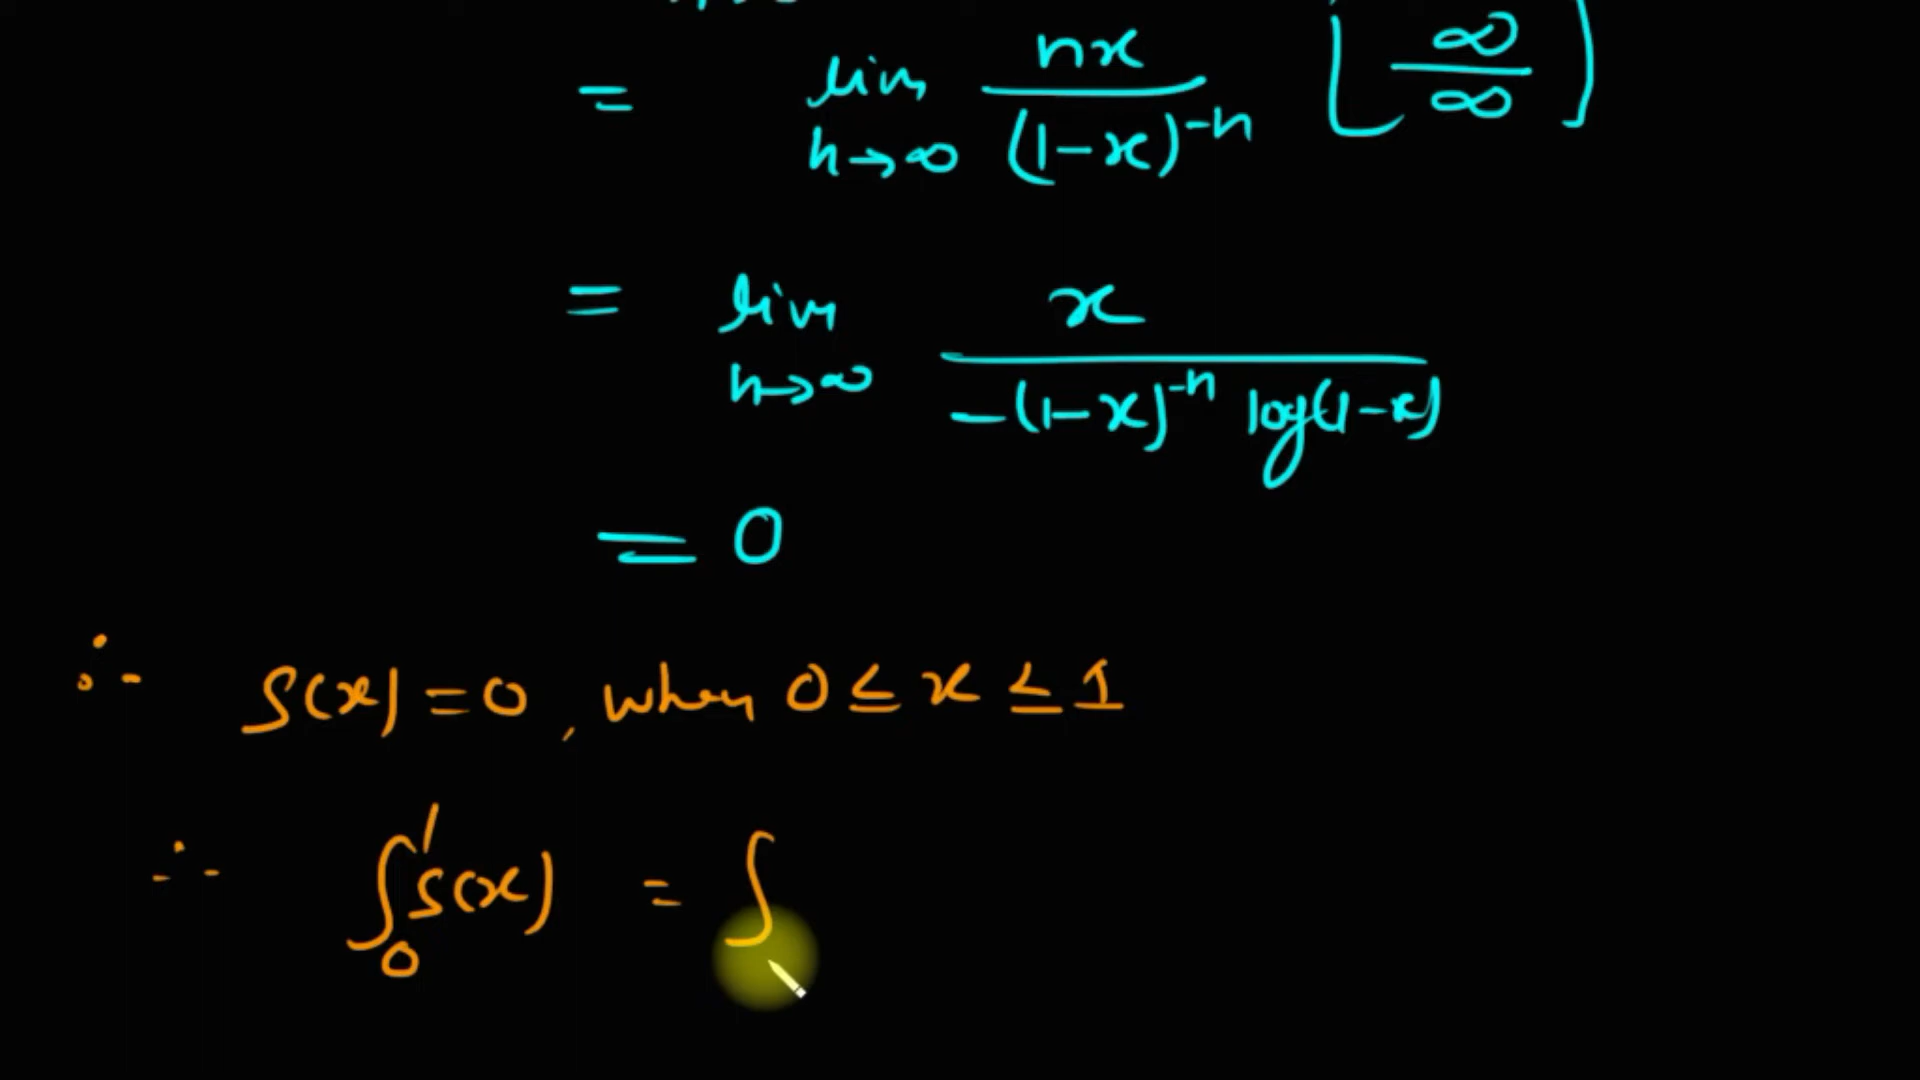 = lim n→∞ nx / (1-x)^-n [∞/∞]
= lim n→∞ x / -(1-x)^-n log(1-x)
= 0
∴ S(x) = 0, when 0 ≤ x ≤ 1
∴ ∫₀¹ S(x) = ∫